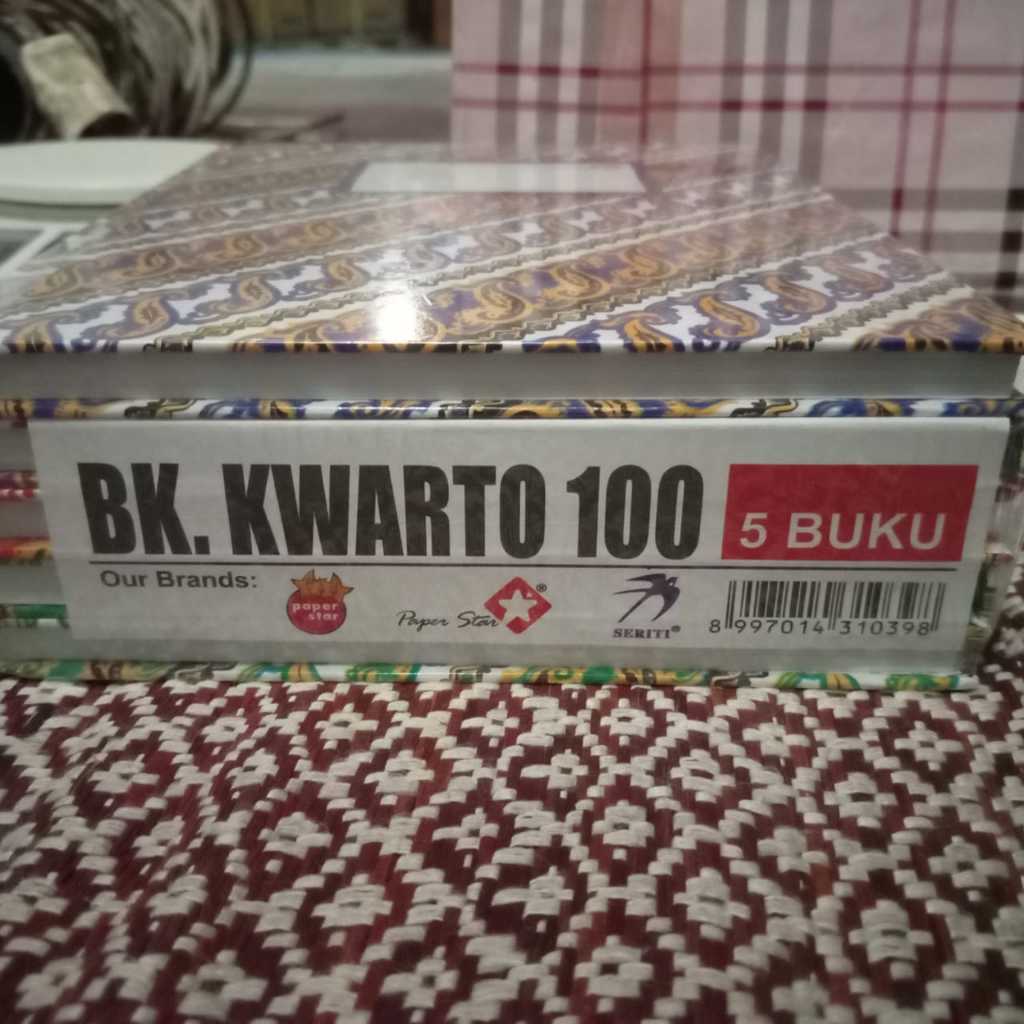 BK. KWARTO 100
5 BUKU
Our Brands:
paper
star
Paper Star®
SERITI®
8 997014 310398